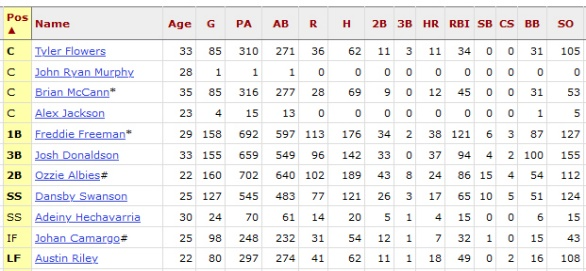 Pos ▲ Name Age G PA AB R H 2B 3B HR RBI SB CS BB SO
C Tyler Flowers 33 85 310 271 36 62 11 3 11 34 0 0 31 105
C John Ryan Murphy 28 1 1 1 0 0 0 0 0 0 0 0 0 0
C Brian McCann* 35 85 316 277 28 69 9 0 12 45 0 0 31 53
C Alex Jackson 23 4 15 13 0 0 0 0 0 0 0 0 1 5
1B Freddie Freeman* 29 158 692 597 113 176 34 2 38 121 6 3 87 127
3B Josh Donaldson 33 155 659 549 96 142 33 0 37 94 4 2 100 155
2B Ozzie Albies# 22 160 702 640 102 189 43 8 24 86 15 4 54 112
SS Dansby Swanson 25 127 545 483 77 121 26 3 17 65 10 5 51 124
SS Adeiny Hechavarria 30 24 70 61 14 20 5 1 4 15 0 0 6 15
IF Johan Camargo# 25 98 248 232 31 54 12 1 7 32 1 0 15 43
LF Austin Riley 22 80 297 274 41 62 11 1 18 49 0 2 16 108